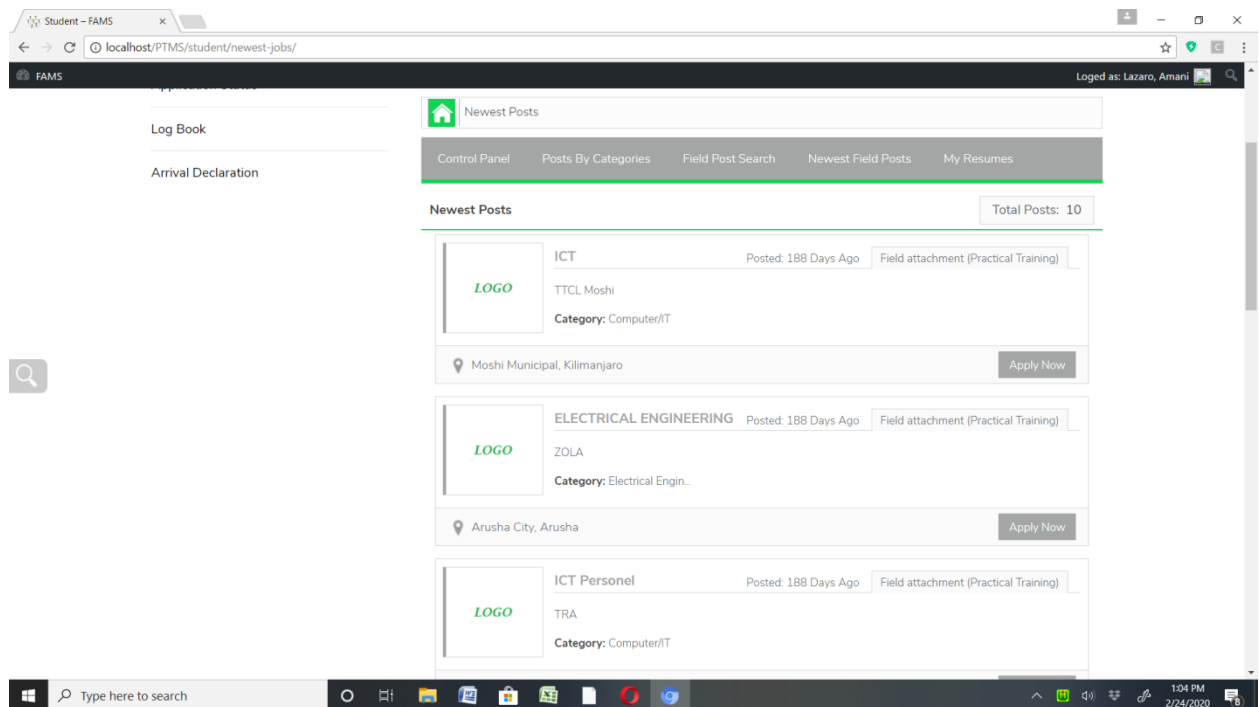 Student – FAMS
localhost/PTMS/student/newest-jobs/
FAMS
Loged as: Lazaro, Amani
Application Status
Log Book
Arrival Declaration
Newest Posts
Control Panel Posts By Categories Field Post Search Newest Field Posts My Resumes
Newest Posts
Total Posts: 10
LOGO
ICT
Posted: 188 Days Ago
Field attachment (Practical Training)
TTCL Moshi
Category: Computer/IT
Moshi Municipal, Kilimanjaro
Apply Now
LOGO
ELECTRICAL ENGINEERING
Posted: 188 Days Ago
Field attachment (Practical Training)
ZOLA
Category: Electrical Engin...
Arusha City, Arusha
Apply Now
LOGO
ICT Personel
Posted: 188 Days Ago
Field attachment (Practical Training)
TRA
Category: Computer/IT
Type here to search
1:04 PM
2/24/2020
8